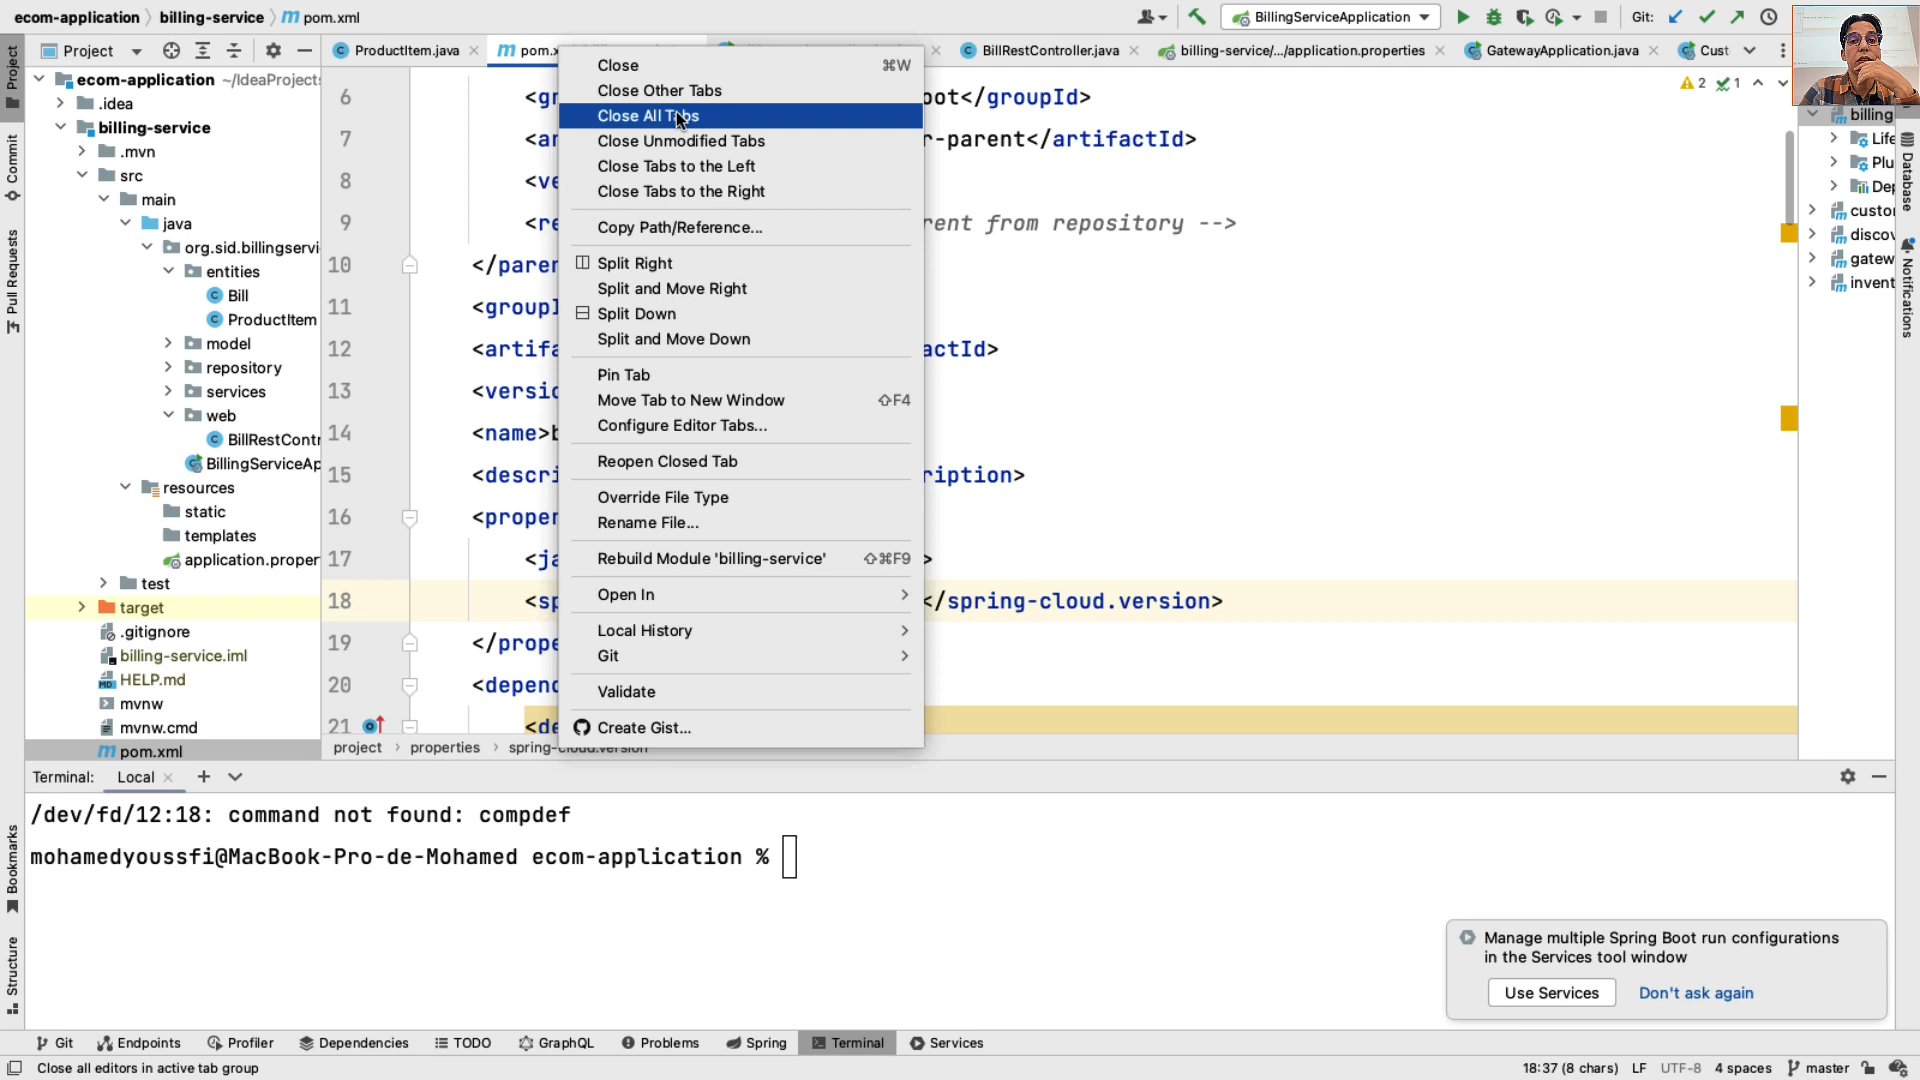 ecom-application 〉 billing-service 〉 pom.xml
BillingServiceApplication
Git:
Project
ProductItem.java
pom.x
BillRestController.java
billing-service/.../application.properties
GatewayApplication.java
Cust
Project
Commit
Pull Requests
Bookmarks
Structure
ecom-application ~/IdeaProjects
.idea
billing-service
.mvn
src
main
java
org.sid.billingservi
entities
Bill
ProductItem
model
repository
services
web
BillRestContr
BillingServiceAp
resources
static
templates
application.proper
test
target
.gitignore
billing-service.iml
HELP.md
mvnw
mvnw.cmd
pom.xml
6 <gr oot</groupId>
7 <ar r-parent</artifactId>
8 <ve
9 <re rent from repository -->
10 </paren
11 <groupI
12 <artifa actId>
13 <versio
14 <name>b
15 <descri ription>
16 <proper
17 <ja >
18 <sp </spring-cloud.version>
19 </prope
20 <depend
21 <de
project › properties › spring-cloud.version
Close ⌘W
Close Other Tabs
Close All Tabs
Close Unmodified Tabs
Close Tabs to the Left
Close Tabs to the Right
Copy Path/Reference...
Split Right
Split and Move Right
Split Down
Split and Move Down
Pin Tab
Move Tab to New Window ⇧F4
Configure Editor Tabs...
Reopen Closed Tab
Override File Type
Rename File...
Rebuild Module 'billing-service' ⇧⌘F9
Open In
Local History
Git
Validate
Create Gist...
2 1
billing
Life
Plu
Dep
custo
discov
gatew
invent
Database
Notifications
Terminal: Local
/dev/fd/12:18: command not found: compdef
mohamedyoussfi@MacBook-Pro-de-Mohamed ecom-application %
Manage multiple Spring Boot run configurations
in the Services tool window
Use Services Don't ask again
Git Endpoints Profiler Dependencies TODO GraphQL Problems Spring Terminal Services
Close all editors in active tab group
18:37 (8 chars) LF UTF-8 4 spaces master